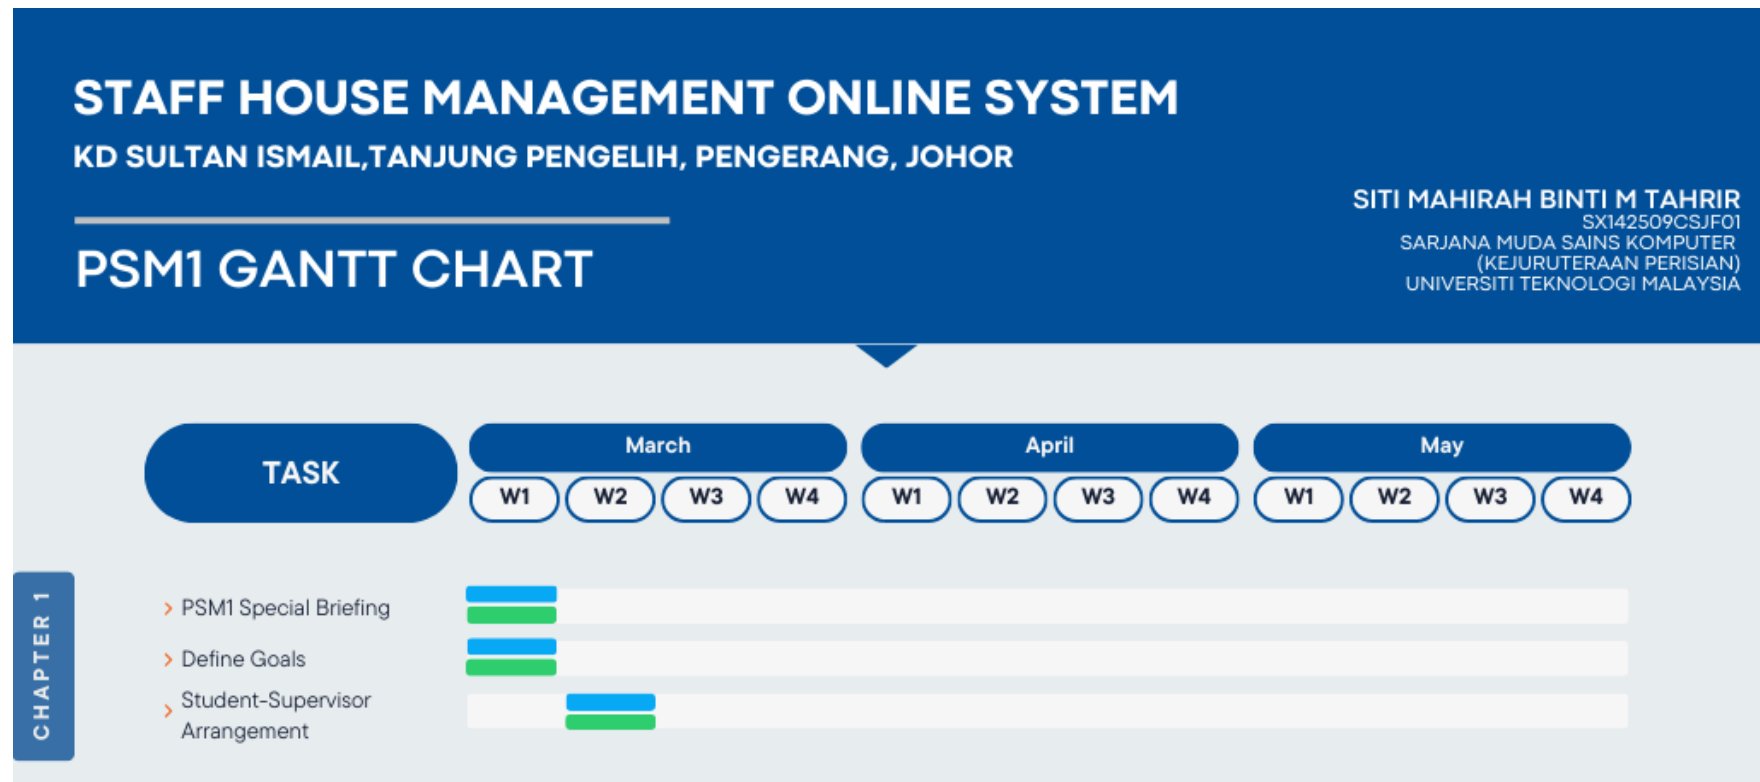 STAFF HOUSE MANAGEMENT ONLINE SYSTEM
KD SULTAN ISMAIL,TANJUNG PENGELIH, PENGERANG, JOHOR
PSM1 GANTT CHART
SITI MAHIRAH BINTI M TAHRIR
SX142509CSJF01
SARJANA MUDA SAINS KOMPUTER
(KEJURUTERAAN PERISIAN)
UNIVERSITI TEKNOLOGI MALAYSIA
TASK
March April May
W1 W2 W3 W4 W1 W2 W3 W4 W1 W2 W3 W4
CHAPTER 1
PSM1 Special Briefing
Define Goals
Student-Supervisor
Arrangement